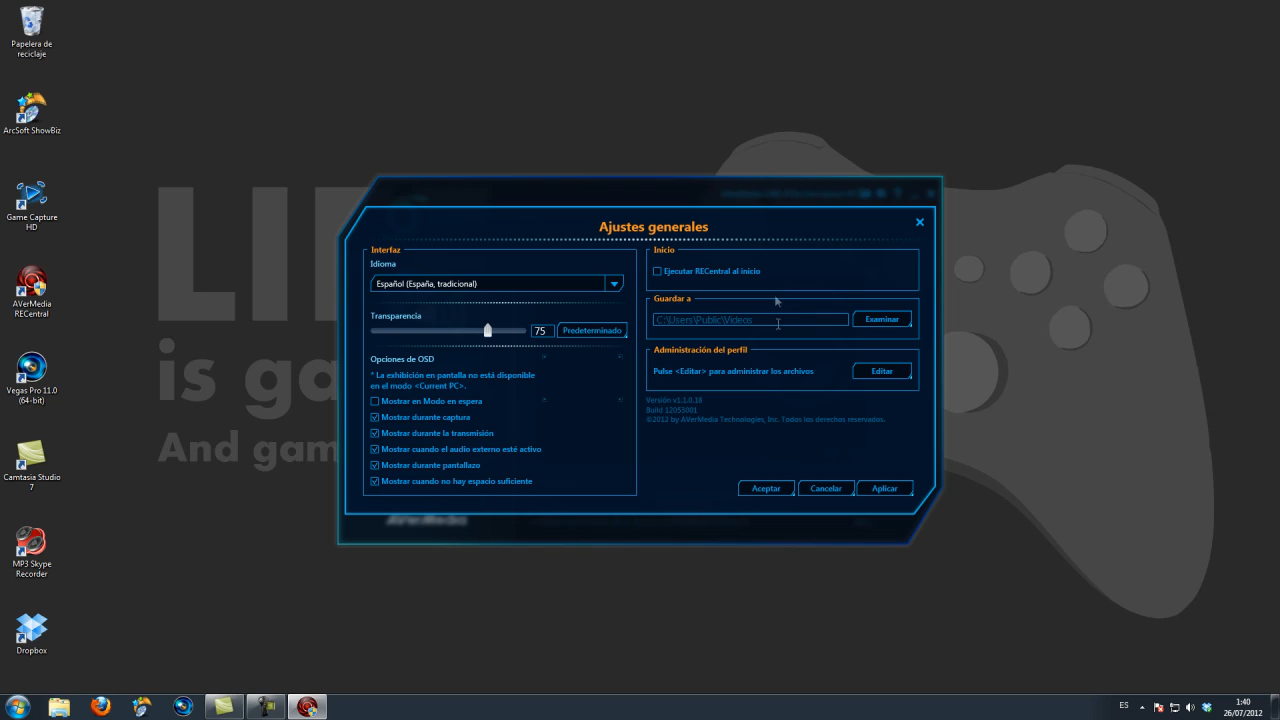 Papelera de
reciclaje
ArcSoft ShowBiz
Game Capture
HD
AVerMedia
RECentral
Vegas Pro 11.0
(64-bit)
Camtasia Studio
7
MP3 Skype
Recorder
Dropbox
LI
is ga
And gam
Ajustes generales
Interfaz
Idioma
Español (España, tradicional)
Transparencia
75
Predeterminado
Opciones de OSD
* La exhibición en pantalla no está disponible
en el modo <Current PC>.
Mostrar en Modo en espera
Mostrar durante captura
Mostrar durante la transmisión
Mostrar cuando el audio externo esté activo
Mostrar durante pantallazo
Mostrar cuando no hay espacio suficiente
Inicio
Ejecutar RECentral al inicio
Guardar a
C:\Users\Public\Videos
Examinar
Administración del perfil
Pulse <Editar> para administrar los archivos
Editar
Versión v1.1.0.18
Build 12053001
©2012 by AVerMedia Technologies, Inc. Todos los derechos reservados.
Aceptar
Cancelar
Aplicar
AVerMedia
ES
1:40
26/07/2012